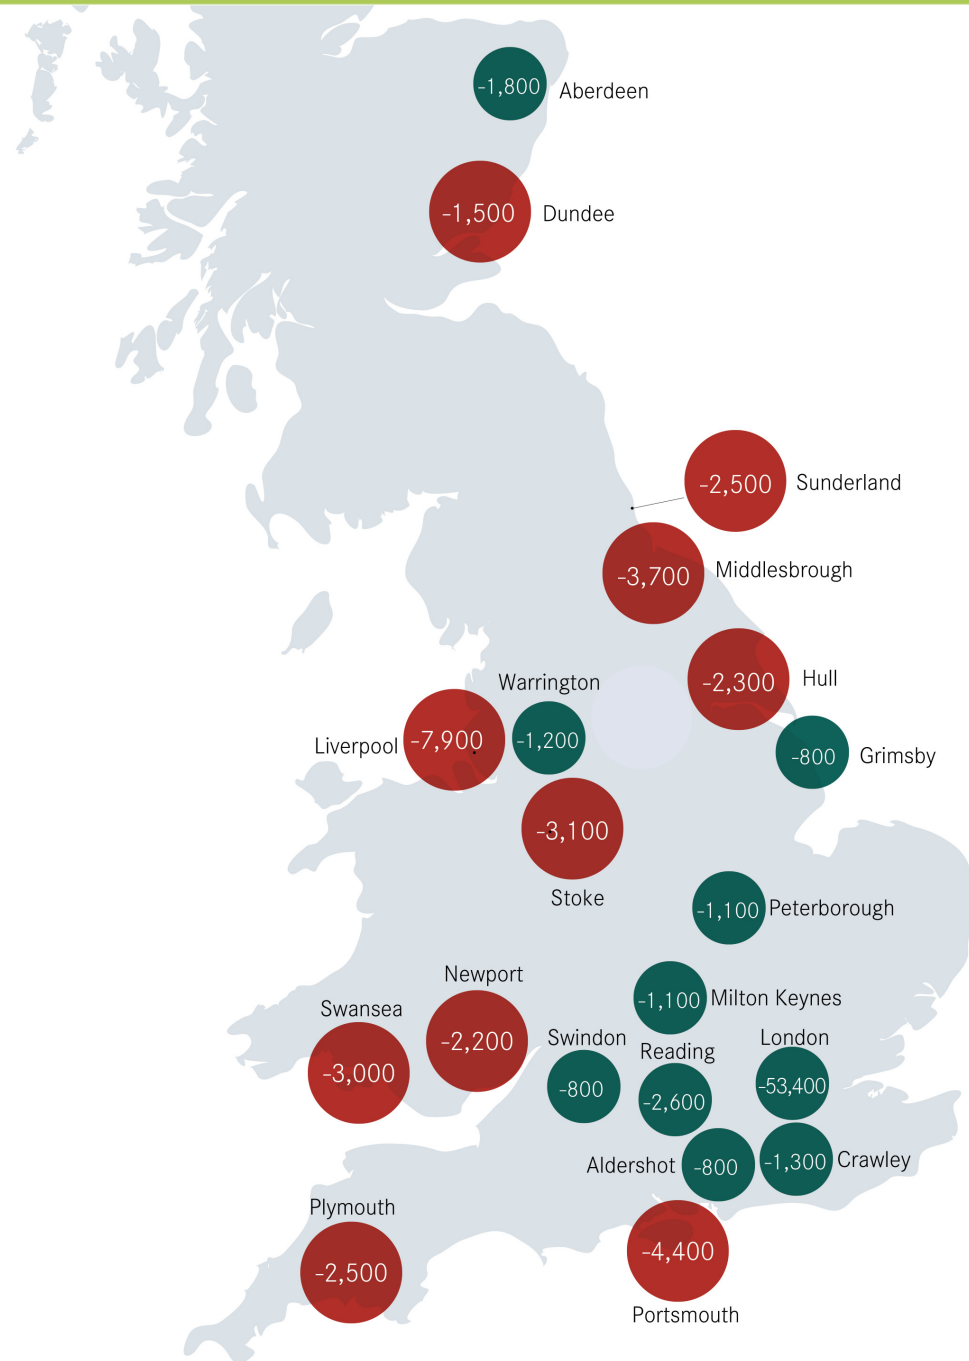 -1,800 Aberdeen
-1,500 Dundee
-2,500 Sunderland
-3,700 Middlesbrough
-2,300 Hull
Warrington
-1,200
Liverpool -7,900
-800 Grimsby
-3,100
Stoke
-1,100 Peterborough
Newport
-2,200
-1,100 Milton Keynes
Swansea
-3,000
Swindon
-800
Reading
-2,600
London
-53,400
Aldershot -800
-1,300 Crawley
Plymouth
-2,500
-4,400
Portsmouth